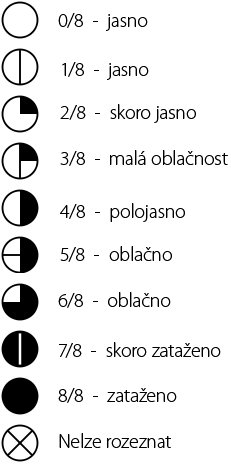 0/8 - jasno
1/8 - jasno
2/8 - skoro jasno
3/8 - malá oblačnost
4/8 - polojasno
5/8 - oblačno
6/8 - oblačno
7/8 - skoro zataženo
8/8 - zataženo
Nelze rozeznat